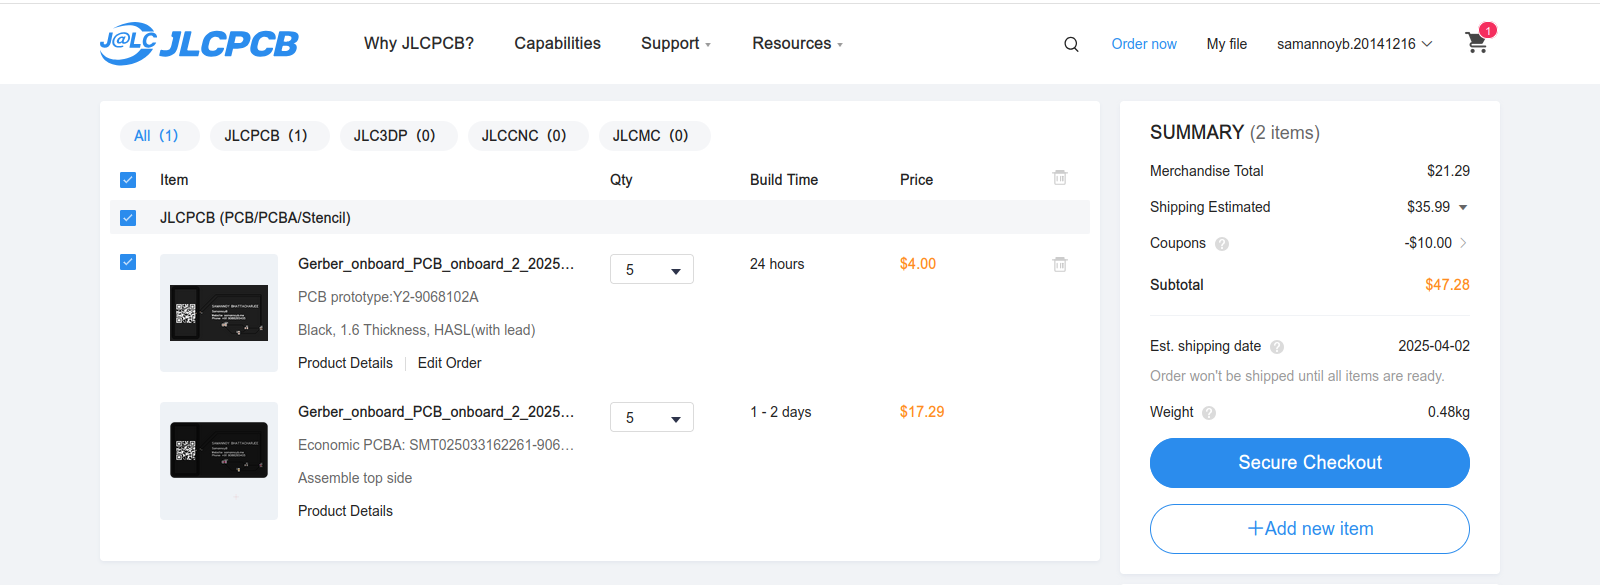 J@LC JLCPCB
Why JLCPCB? Capabilities Support Resources Order now My file samannoyb.20141216 1
All (1) JLCPCB (1) JLC3DP (0) JLCCNC (0) JLCMC (0)
Item Qty Build Time Price
JLCPCB (PCB/PCBA/Stencil)
Gerber_onboard_PCB_onboard_2_2025... 5 24 hours $4.00
PCB prototype:Y2-9068102A
Black, 1.6 Thickness, HASL(with lead)
Product Details Edit Order
Gerber_onboard_PCB_onboard_2_2025... 5 1 - 2 days $17.29
Economic PCBA: SMT025033162261-906...
Assemble top side
Product Details
SUMMARY (2 items)
Merchandise Total $21.29
Shipping Estimated $35.99
Coupons ? -$10.00
Subtotal $47.28
Est. shipping date ? 2025-04-02
Order won't be shipped until all items are ready.
Weight ? 0.48kg
Secure Checkout
+Add new item